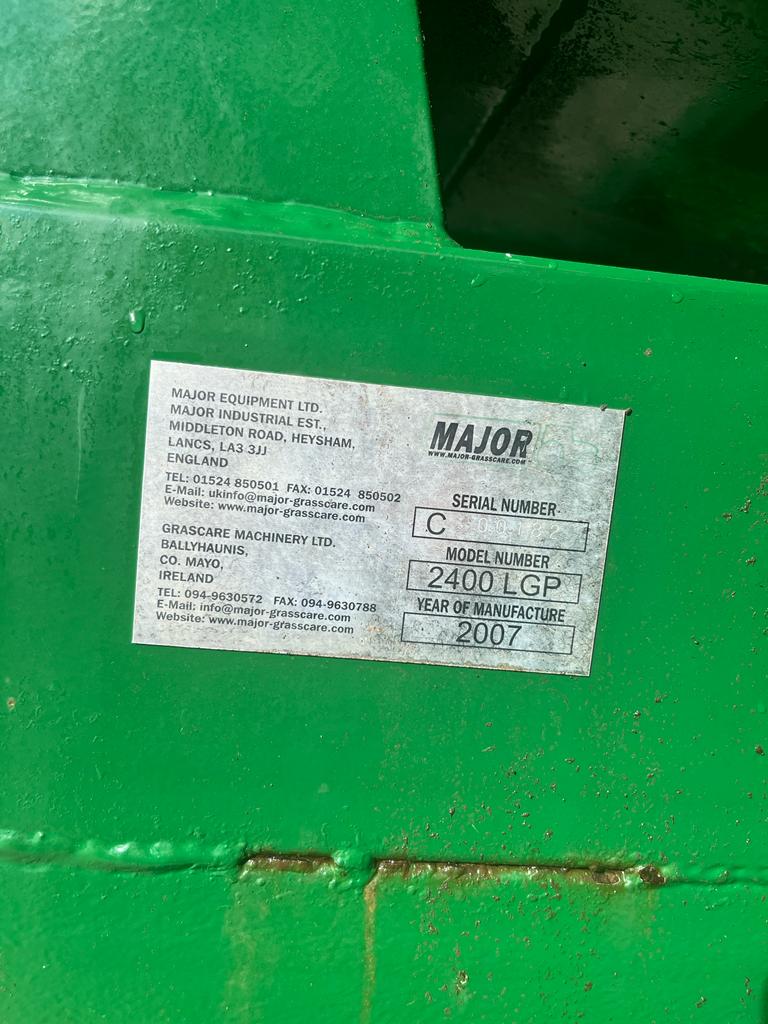 MAJOR EQUIPMENT LTD.
MAJOR INDUSTRIAL EST.,
MIDDLETON ROAD, HEYSHAM,
LANCS, LA3 3JJ
ENGLAND
TEL: 01524 850501 FAX: 01524 850502
E-Mail: ukinfo@major-grasscare.com
Website: www.major-grasscare.com
GRASCARE MACHINERY LTD.
BALLYHAUNIS,
CO. MAYO,
IRELAND
TEL: 094-9630572 FAX: 094-9630788
E-Mail: info@major-grasscare.com
Website: www.major-grasscare.com
MAJOR
WWW.MAJOR-GRASSCARE.COM
SERIAL NUMBER
C
MODEL NUMBER
2400 LGP
YEAR OF MANUFACTURE
2007